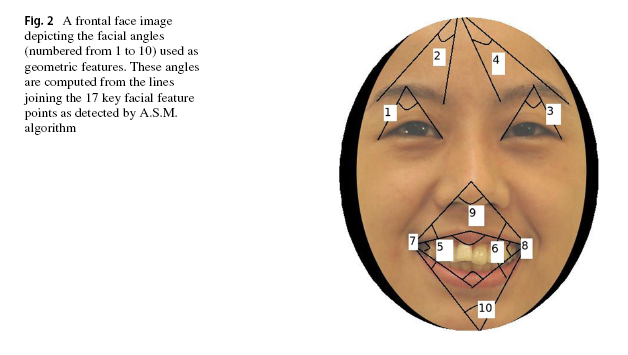 Fig. 2 A frontal face image
depicting the facial angles
(numbered from 1 to 10) used as
geometric features. These angles
are computed from the lines
joining the 17 key facial feature
points as detected by A.S.M.
algorithm
2
4
1
3
9
7
5
6
8
10